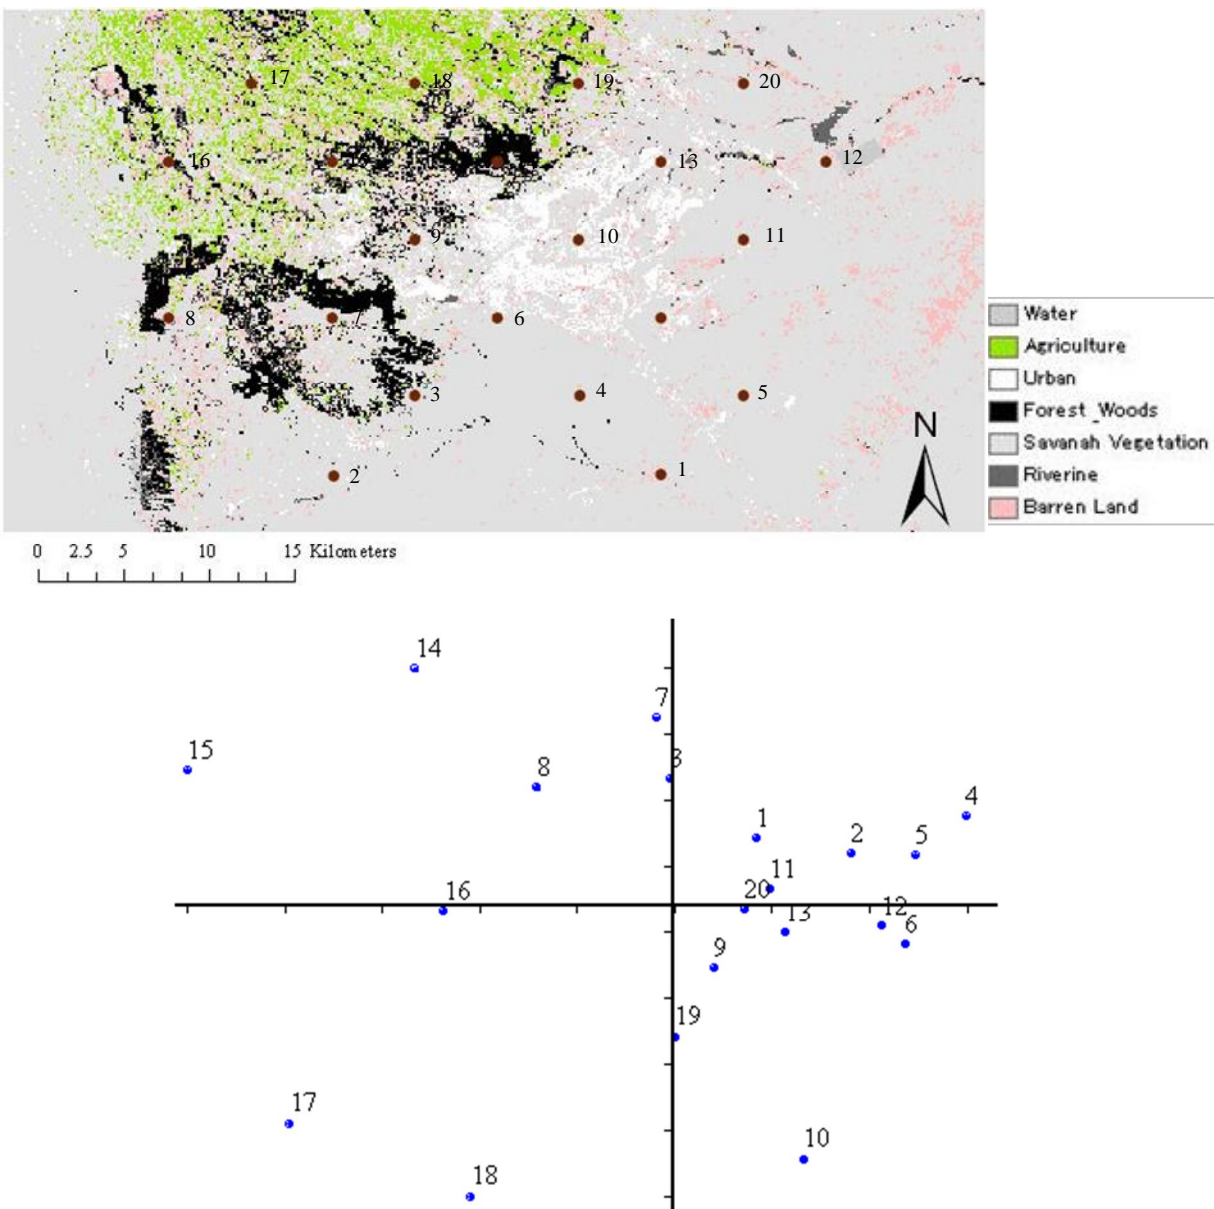 17 18 19 20
16 15 13 12
9 10 11
8 7 6
3 4 5
2 1
N
Water
Agriculture
Urban
Forest_Woods
Savanah Vegetation
Riverine
Barren Land
0 2.5 5 10 15 Kilometers
14
7
15
8
3
4
1
2 5
11
16 20
13 12 6
9
19
17
10
18